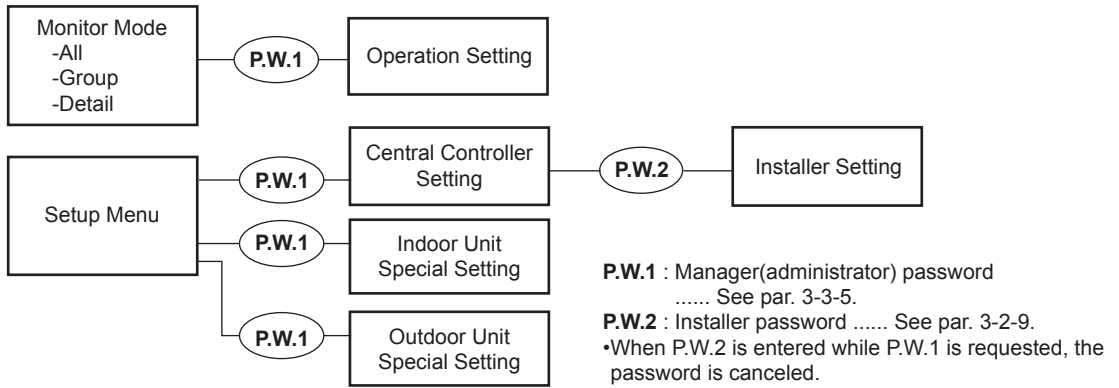 Monitor Mode
-All
-Group
-Detail
P.W.1
Operation Setting
Setup Menu
P.W.1
Central Controller
Setting
P.W.2
Installer Setting
P.W.1
Indoor Unit
Special Setting
P.W.1
Outdoor Unit
Special Setting
P.W.1 : Manager(administrator) password
...... See par. 3-3-5.
P.W.2 : Installer password ...... See par. 3-2-9.
•When P.W.2 is entered while P.W.1 is requested, the
password is canceled.